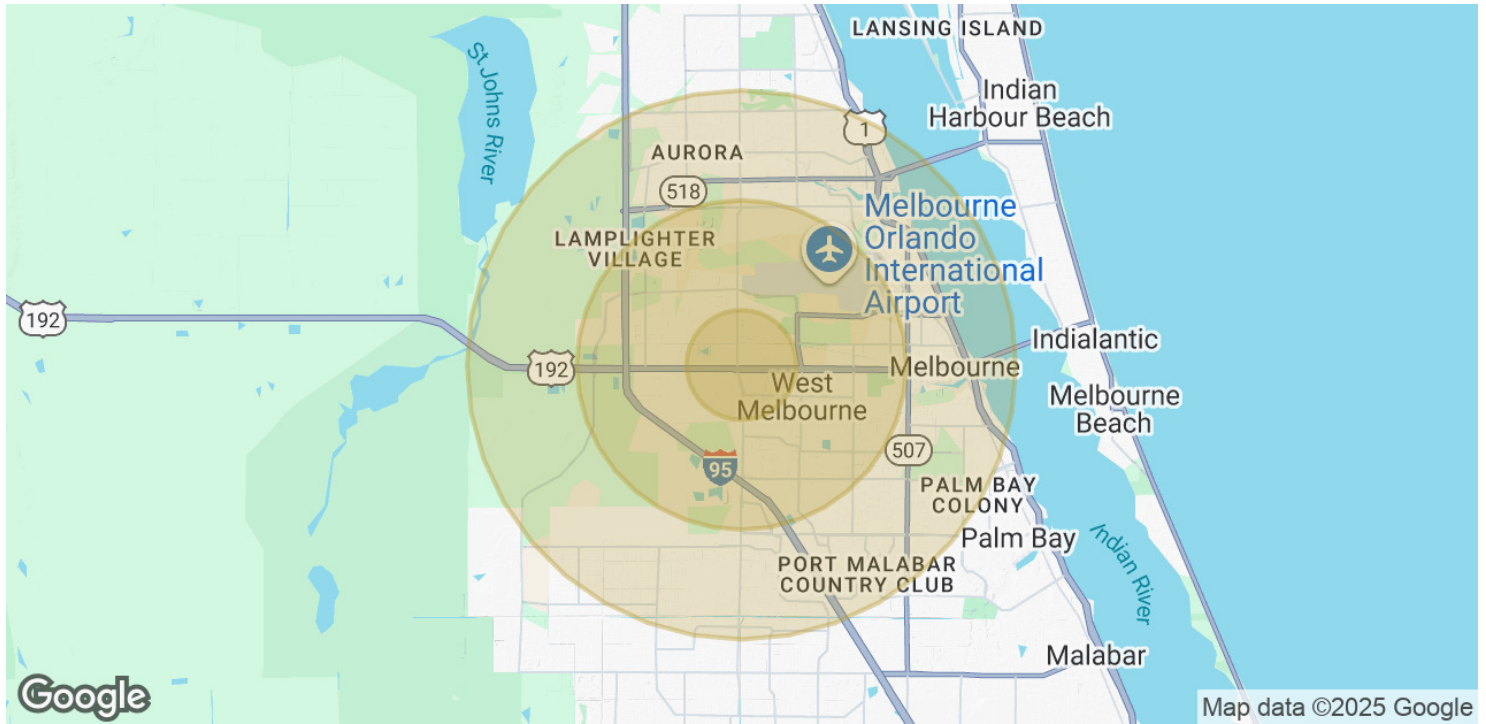 LANSING ISLAND
St Johns River
Indian
Harbour Beach
1
AURORA
518
Melbourne
Orlando
International
Airport
LAMPLIGHTER
VILLAGE
192
Indialantic
192
Melbourne
West
Melbourne
Melbourne
Beach
507
95
PALM BAY
COLONY
Palm Bay
Indian River
PORT MALABAR
COUNTRY CLUB
Malabar
Google
Map data ©2025 Google